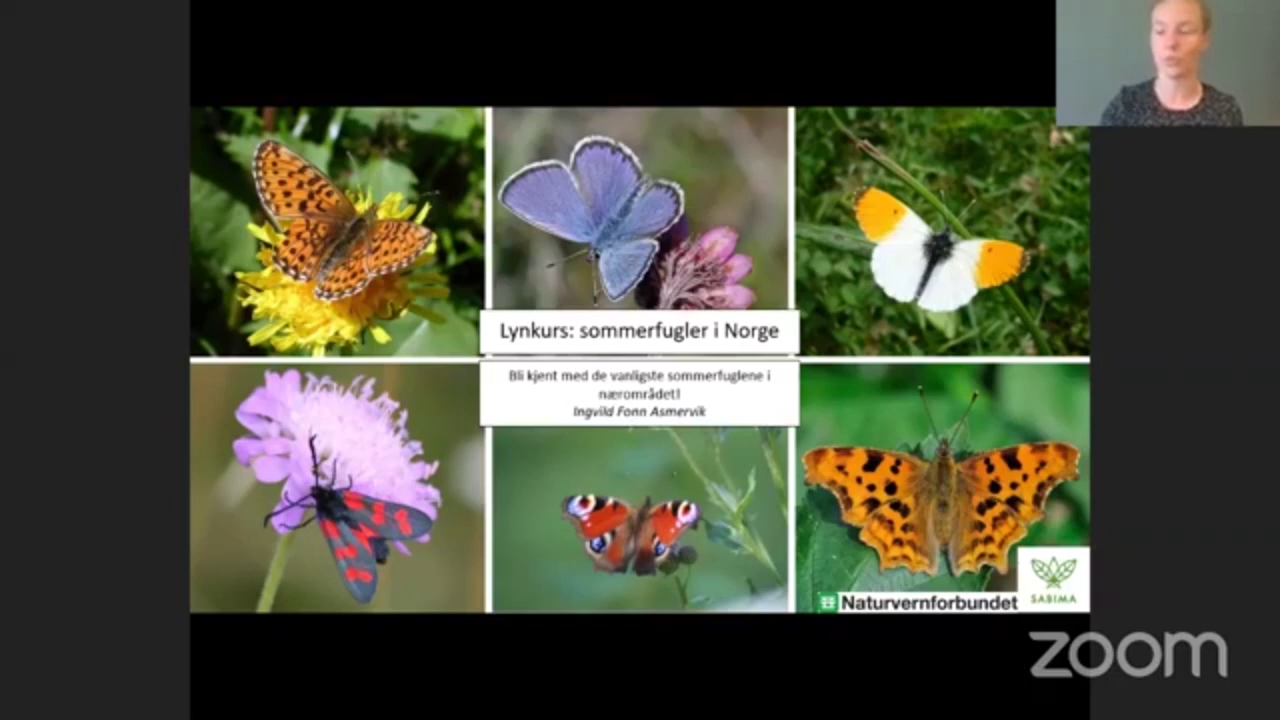 Lynkurs: sommerfugler i Norge
Bli kjent med de vanligste sommerfuglene i
nærområdet!
Ingvild Fonn Asmervik
Naturvernforbundet
SABIMA
zoom